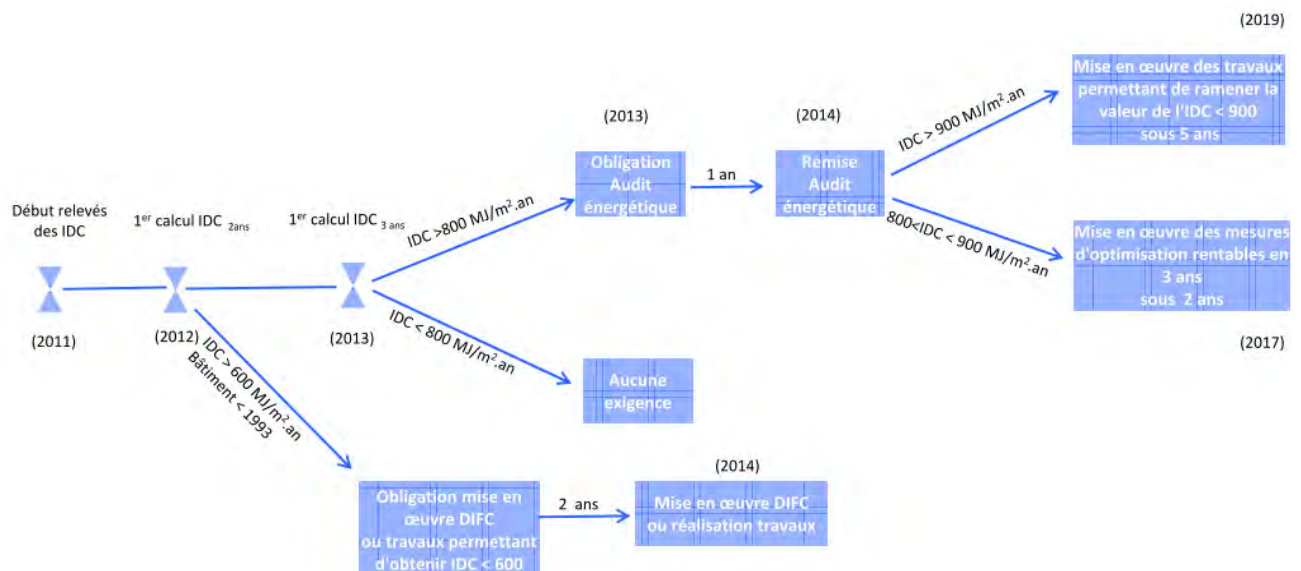 (2019)
Mise en œuvre des travaux
permettant de ramener la
valeur de l'IDC < 900
sous 5 ans
(2013)
(2014)
IDC > 900 MJ/m².an
Obligation
Audit
énergétique
1 an
Remise
Audit
énergétique
Début relevés
des IDC
1er calcul IDC 2ans
1er calcul IDC 3 ans
IDC >800 MJ/m².an
800<IDC < 900 MJ/m².an
Mise en œuvre des mesures
d'optimisation rentables en
3 ans
sous 2 ans
(2011)
(2012)
(2013)
IDC < 800 MJ/m².an
(2017)
IDC > 600 MJ/m².an
Bâtiment < 1993
Aucune
exigence
(2014)
Obligation mise en
œuvre DIFC
ou travaux permettant
d'obtenir IDC < 600
2 ans
Mise en œuvre DIFC
ou réalisation travaux